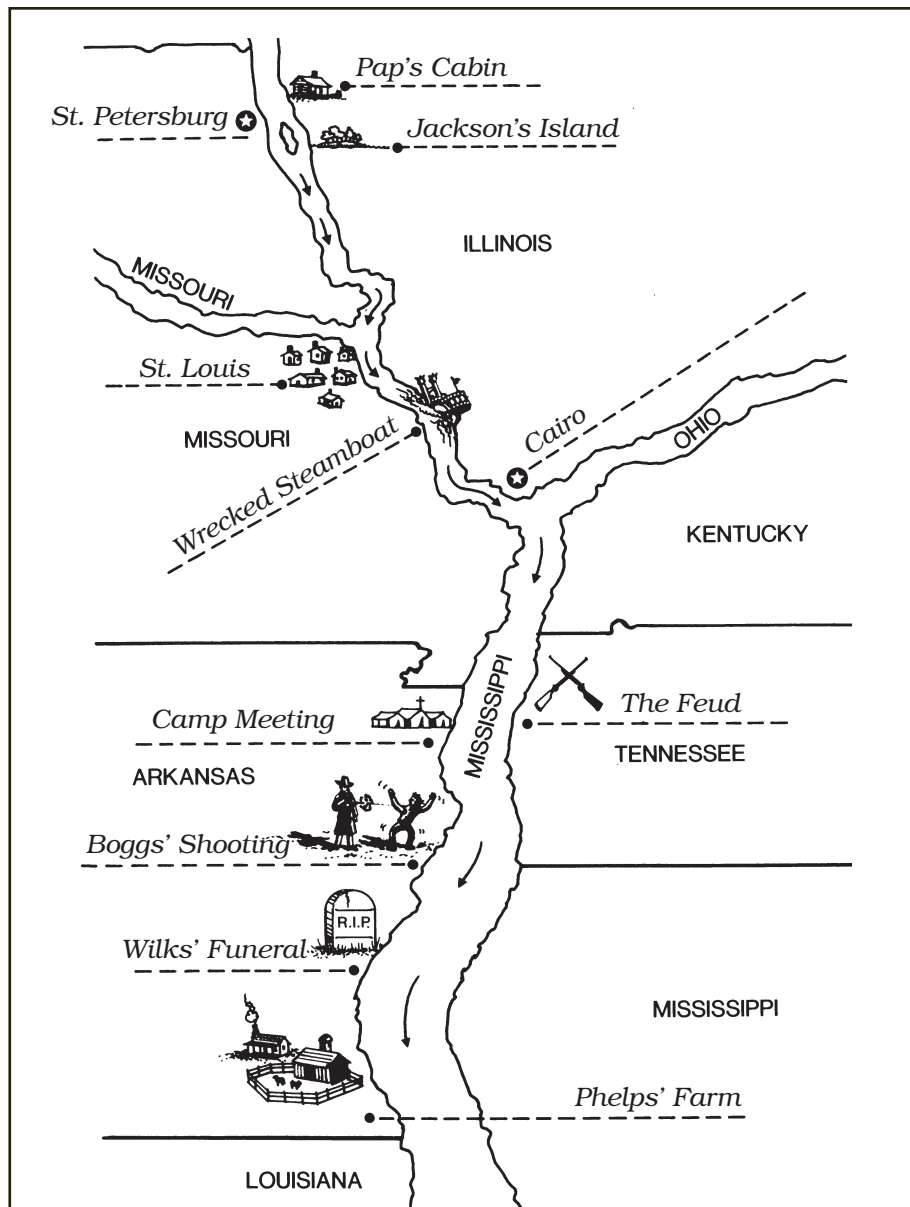 Pap's Cabin
St. Petersburg
Jackson's Island
ILLINOIS
MISSOURI
St. Louis
MISSOURI
Wrecked Steamboat
Cairo
OHIO
KENTUCKY
MISSISSIPPI
Camp Meeting
The Feud
TENNESSEE
ARKANSAS
Boggs' Shooting
R.I.P.
Wilks' Funeral
MISSISSIPPI
Phelps' Farm
LOUISIANA